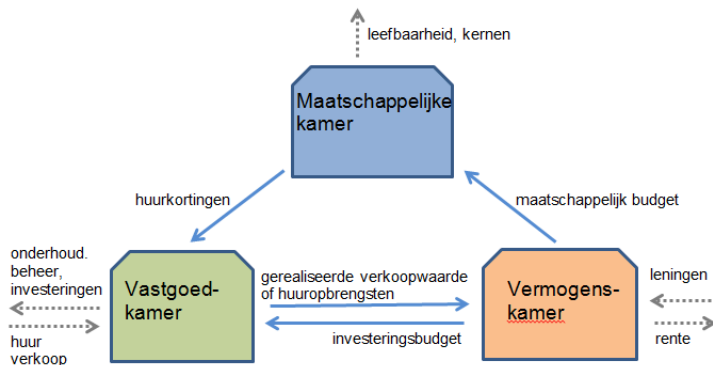 leefbaarheid, kernen
Maatschappelijke
kamer
huurkortingen
maatschappelijk budget
onderhoud.
beheer,
investeringen
Vastgoed-
kamer
gerealiseerde verkoopwaarde
of huuropbrengsten
Vermogens-
kamer
leningen
huur
verkoop
investeringsbudget
rente